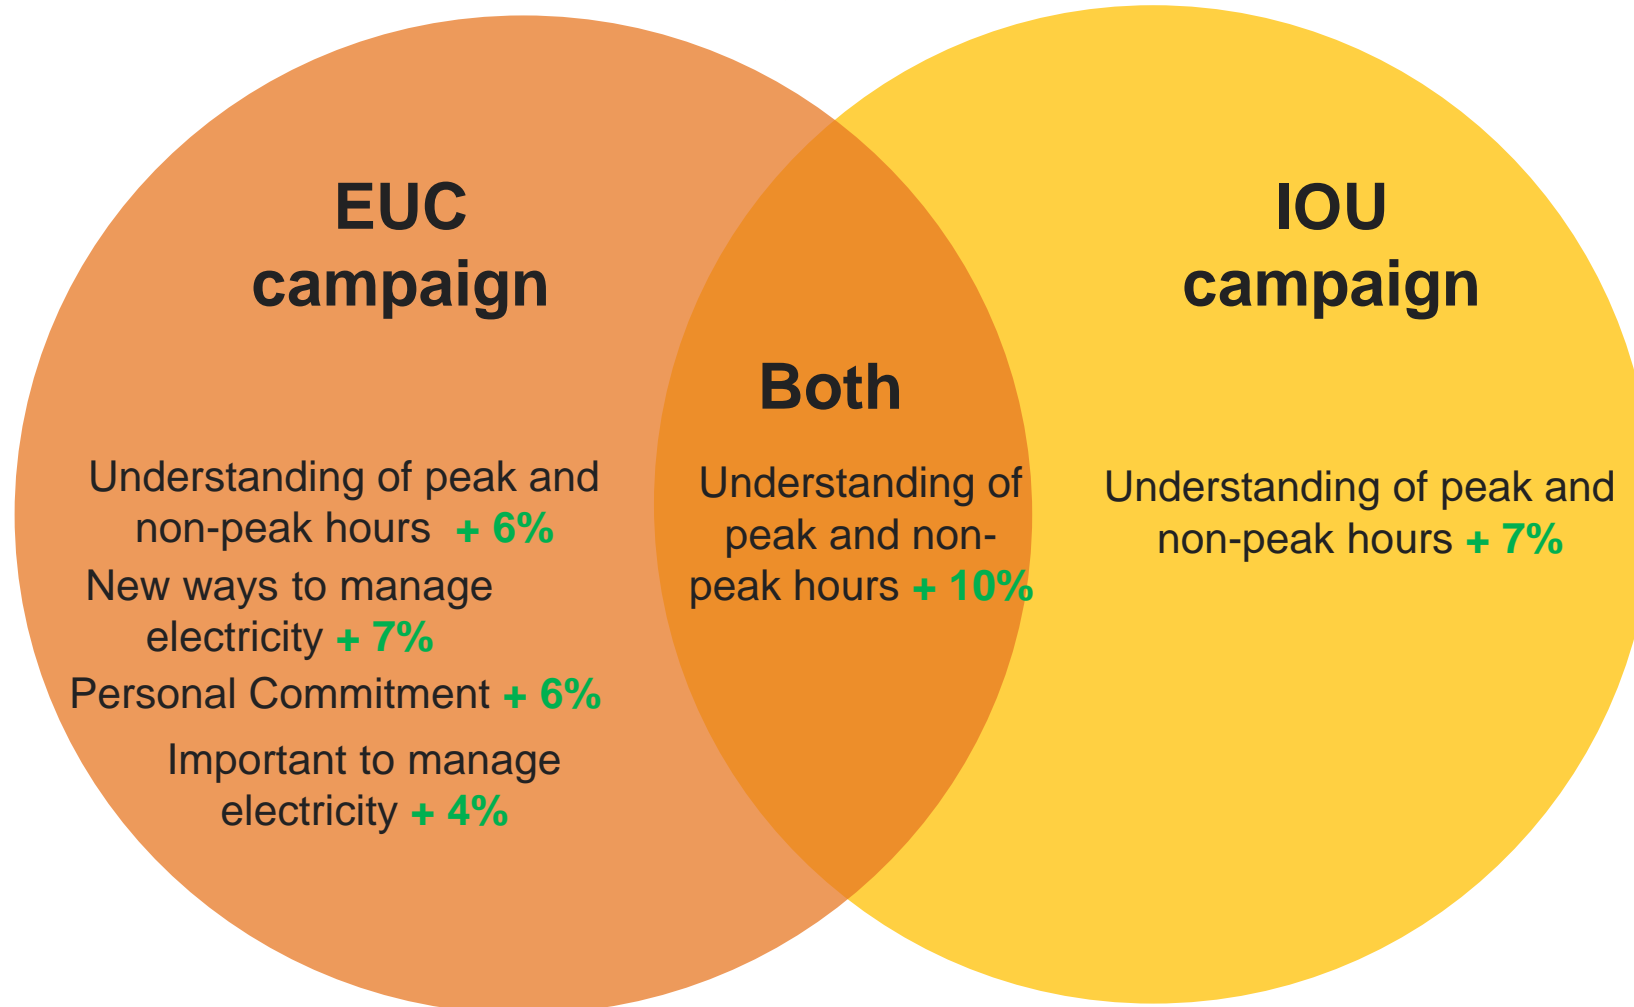 EUC
campaign
Understanding of peak and
non-peak hours + 6%
New ways to manage
electricity + 7%
Personal Commitment + 6%
Important to manage
electricity + 4%
Both
Understanding of
peak and non-
peak hours + 10%
IOU
campaign
Understanding of peak and
non-peak hours + 7%